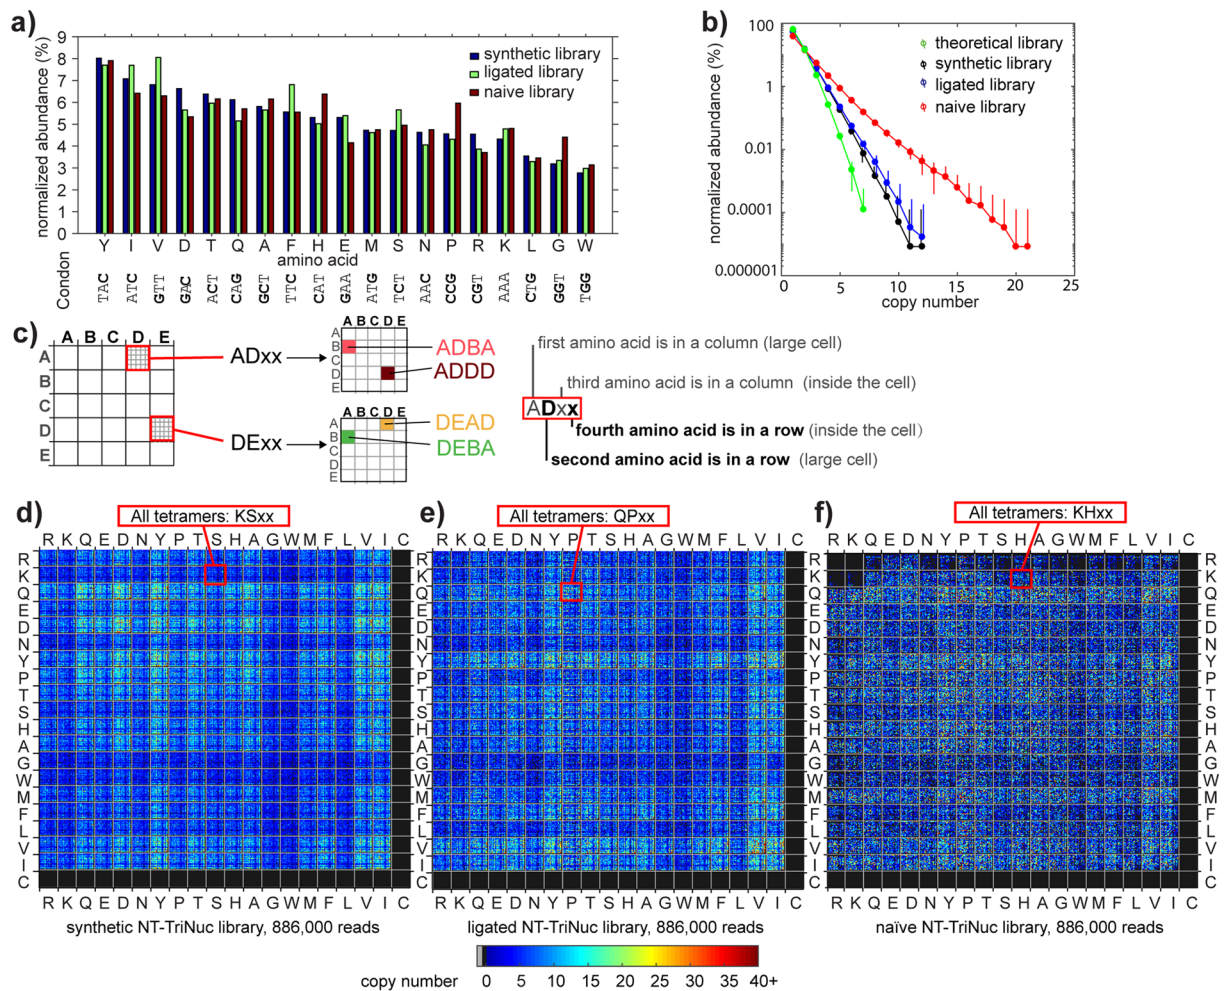 a)
normalized abundance (%)
9
8
7
6
5
4
3
2
1
0
synthetic library
ligated library
naive library
Y I V D T Q A F H E M S N P R K L G W
amino acid
Condon
TAC ATC GTT GAC ACT CAG GCT TTC CAT GAA ATG TCT AAC CCG CGT AAA CTG GGT TGG
b)
normalized abundance (%)
100
1
0.01
0.0001
0.000001
theoretical library
synthetic library
ligated library
naive library
0 5 10 15 20 25
copy number
c)
A B C D E
A
B
C
D
E
ADxx
DExx
A B C D E
A
B
C
D
E
ADBA
ADDD
A B C D E
A
B
C
D
E
DEAD
DEBA
first amino acid is in a column (large cell)
third amino acid is in a column (inside the cell)
ADxx
fourth amino acid is in a row (inside the cell)
second amino acid is in a row (large cell)
d)
All tetramers: KSxx
R K Q E D N Y P T S H A G W M F L V I C
R
K
Q
E
D
N
Y
P
T
S
H
A
G
W
M
F
L
V
I
C
R K Q E D N Y P T S H A G W M F L V I C
synthetic NT-TriNuc library, 886,000 reads
e)
All tetramers: QPxx
R K Q E D N Y P T S H A G W M F L V I C
R K Q E D N Y P T S H A G W M F L V I C
ligated NT-TriNuc library, 886,000 reads
f)
All tetramers: KHxx
R K Q E D N Y P T S H A G W M F L V I C
R
K
Q
E
D
N
Y
P
T
S
H
A
G
W
M
F
L
V
I
C
R K Q E D N Y P T S H A G W M F L V I C
naïve NT-TriNuc library, 886,000 reads
copy number
0 5 10 15 20 25 30 35 40+